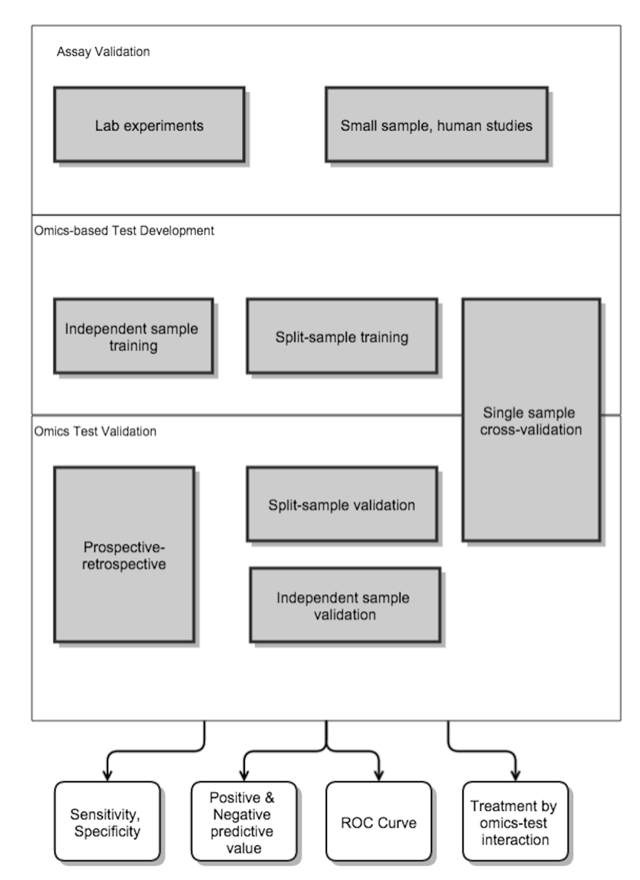 Assay Validation
Lab experiments
Small sample, human studies
Omics-based Test Development
Independent sample
training
Split-sample training
Single sample
cross-validation
Omics Test Validation
Prospective-
retrospective
Split-sample validation
Independent sample
validation
Sensitivity,
Specificity
Positive &
Negative
predictive
value
ROC Curve
Treatment by
omics-test
interaction